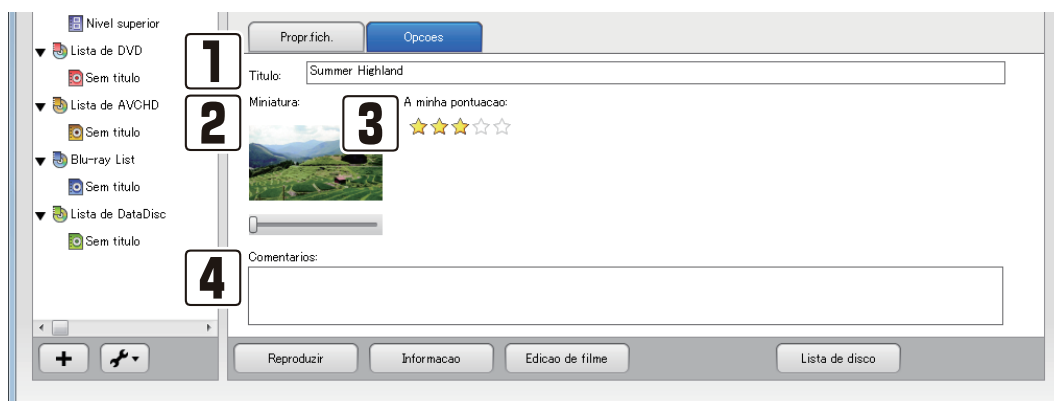 Nivel superior
Lista de DVD
Sem titulo
Lista de AVCHD
Sem titulo
Blu-ray List
Sem titulo
Lista de DataDisc
Sem titulo
Propr.fich.
Opcoes
1
Titulo:
Summer Highland
2
Miniatura:
3
A minha pontuacao:
4
Comentarios:
Reproduzir
Informacao
Edicao de filme
Lista de disco